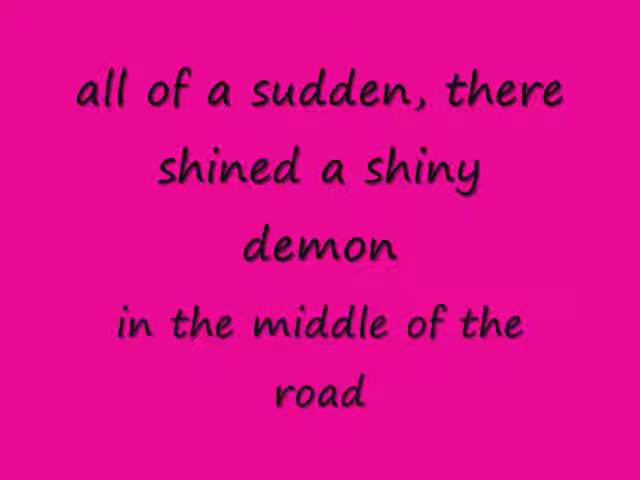 all of a sudden, there
shined a shiny
demon
in the middle of the
road